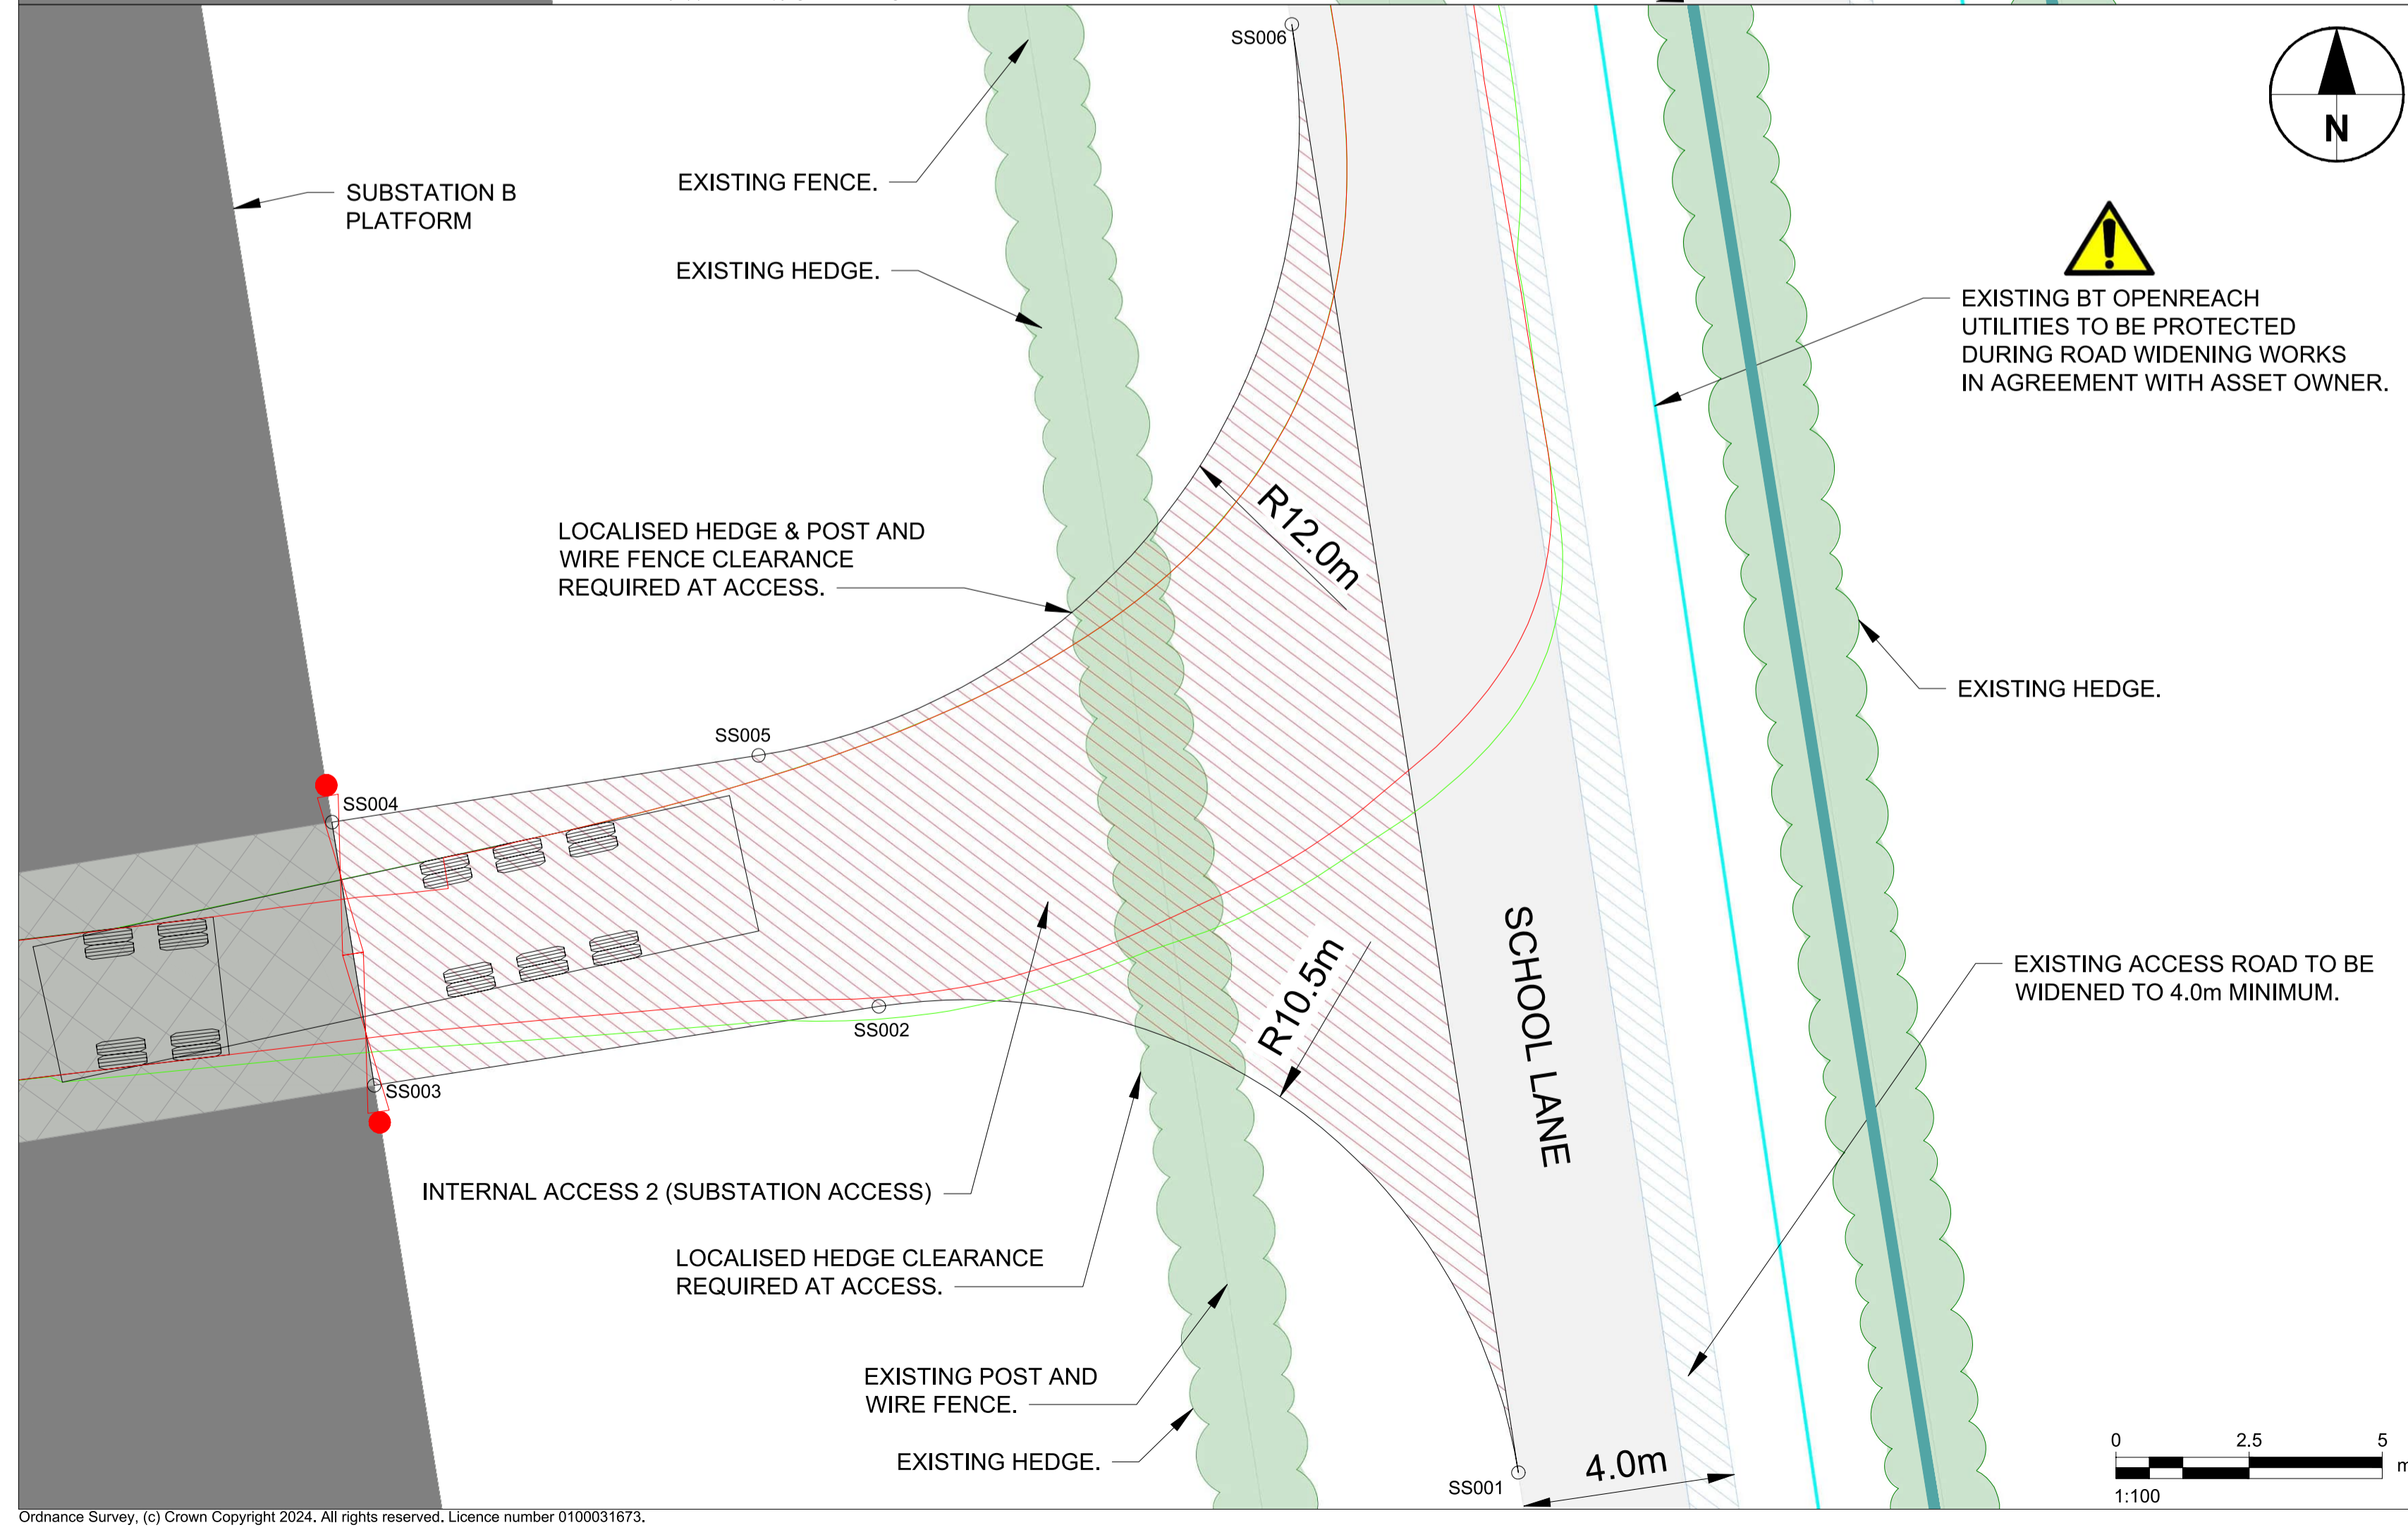 SS006
N
EXISTING FENCE.
SUBSTATION B
PLATFORM
EXISTING HEDGE.
EXISTING BT OPENREACH
UTILITIES TO BE PROTECTED
DURING ROAD WIDENING WORKS
IN AGREEMENT WITH ASSET OWNER.
R12.0m
LOCALISED HEDGE & POST AND
WIRE FENCE CLEARANCE
REQUIRED AT ACCESS.
EXISTING HEDGE.
SS005
SS004
SCHOOL LANE
R10.5m
EXISTING ACCESS ROAD TO BE
WIDENED TO 4.0m MINIMUM.
SS002
SS003
INTERNAL ACCESS 2 (SUBSTATION ACCESS)
LOCALISED HEDGE CLEARANCE
REQUIRED AT ACCESS.
EXISTING POST AND
WIRE FENCE.
EXISTING HEDGE.
4.0m
SS001
0 2.5 5
m
1:100
Ordnance Survey, (c) Crown Copyright 2024. All rights reserved. Licence number 0100031673.